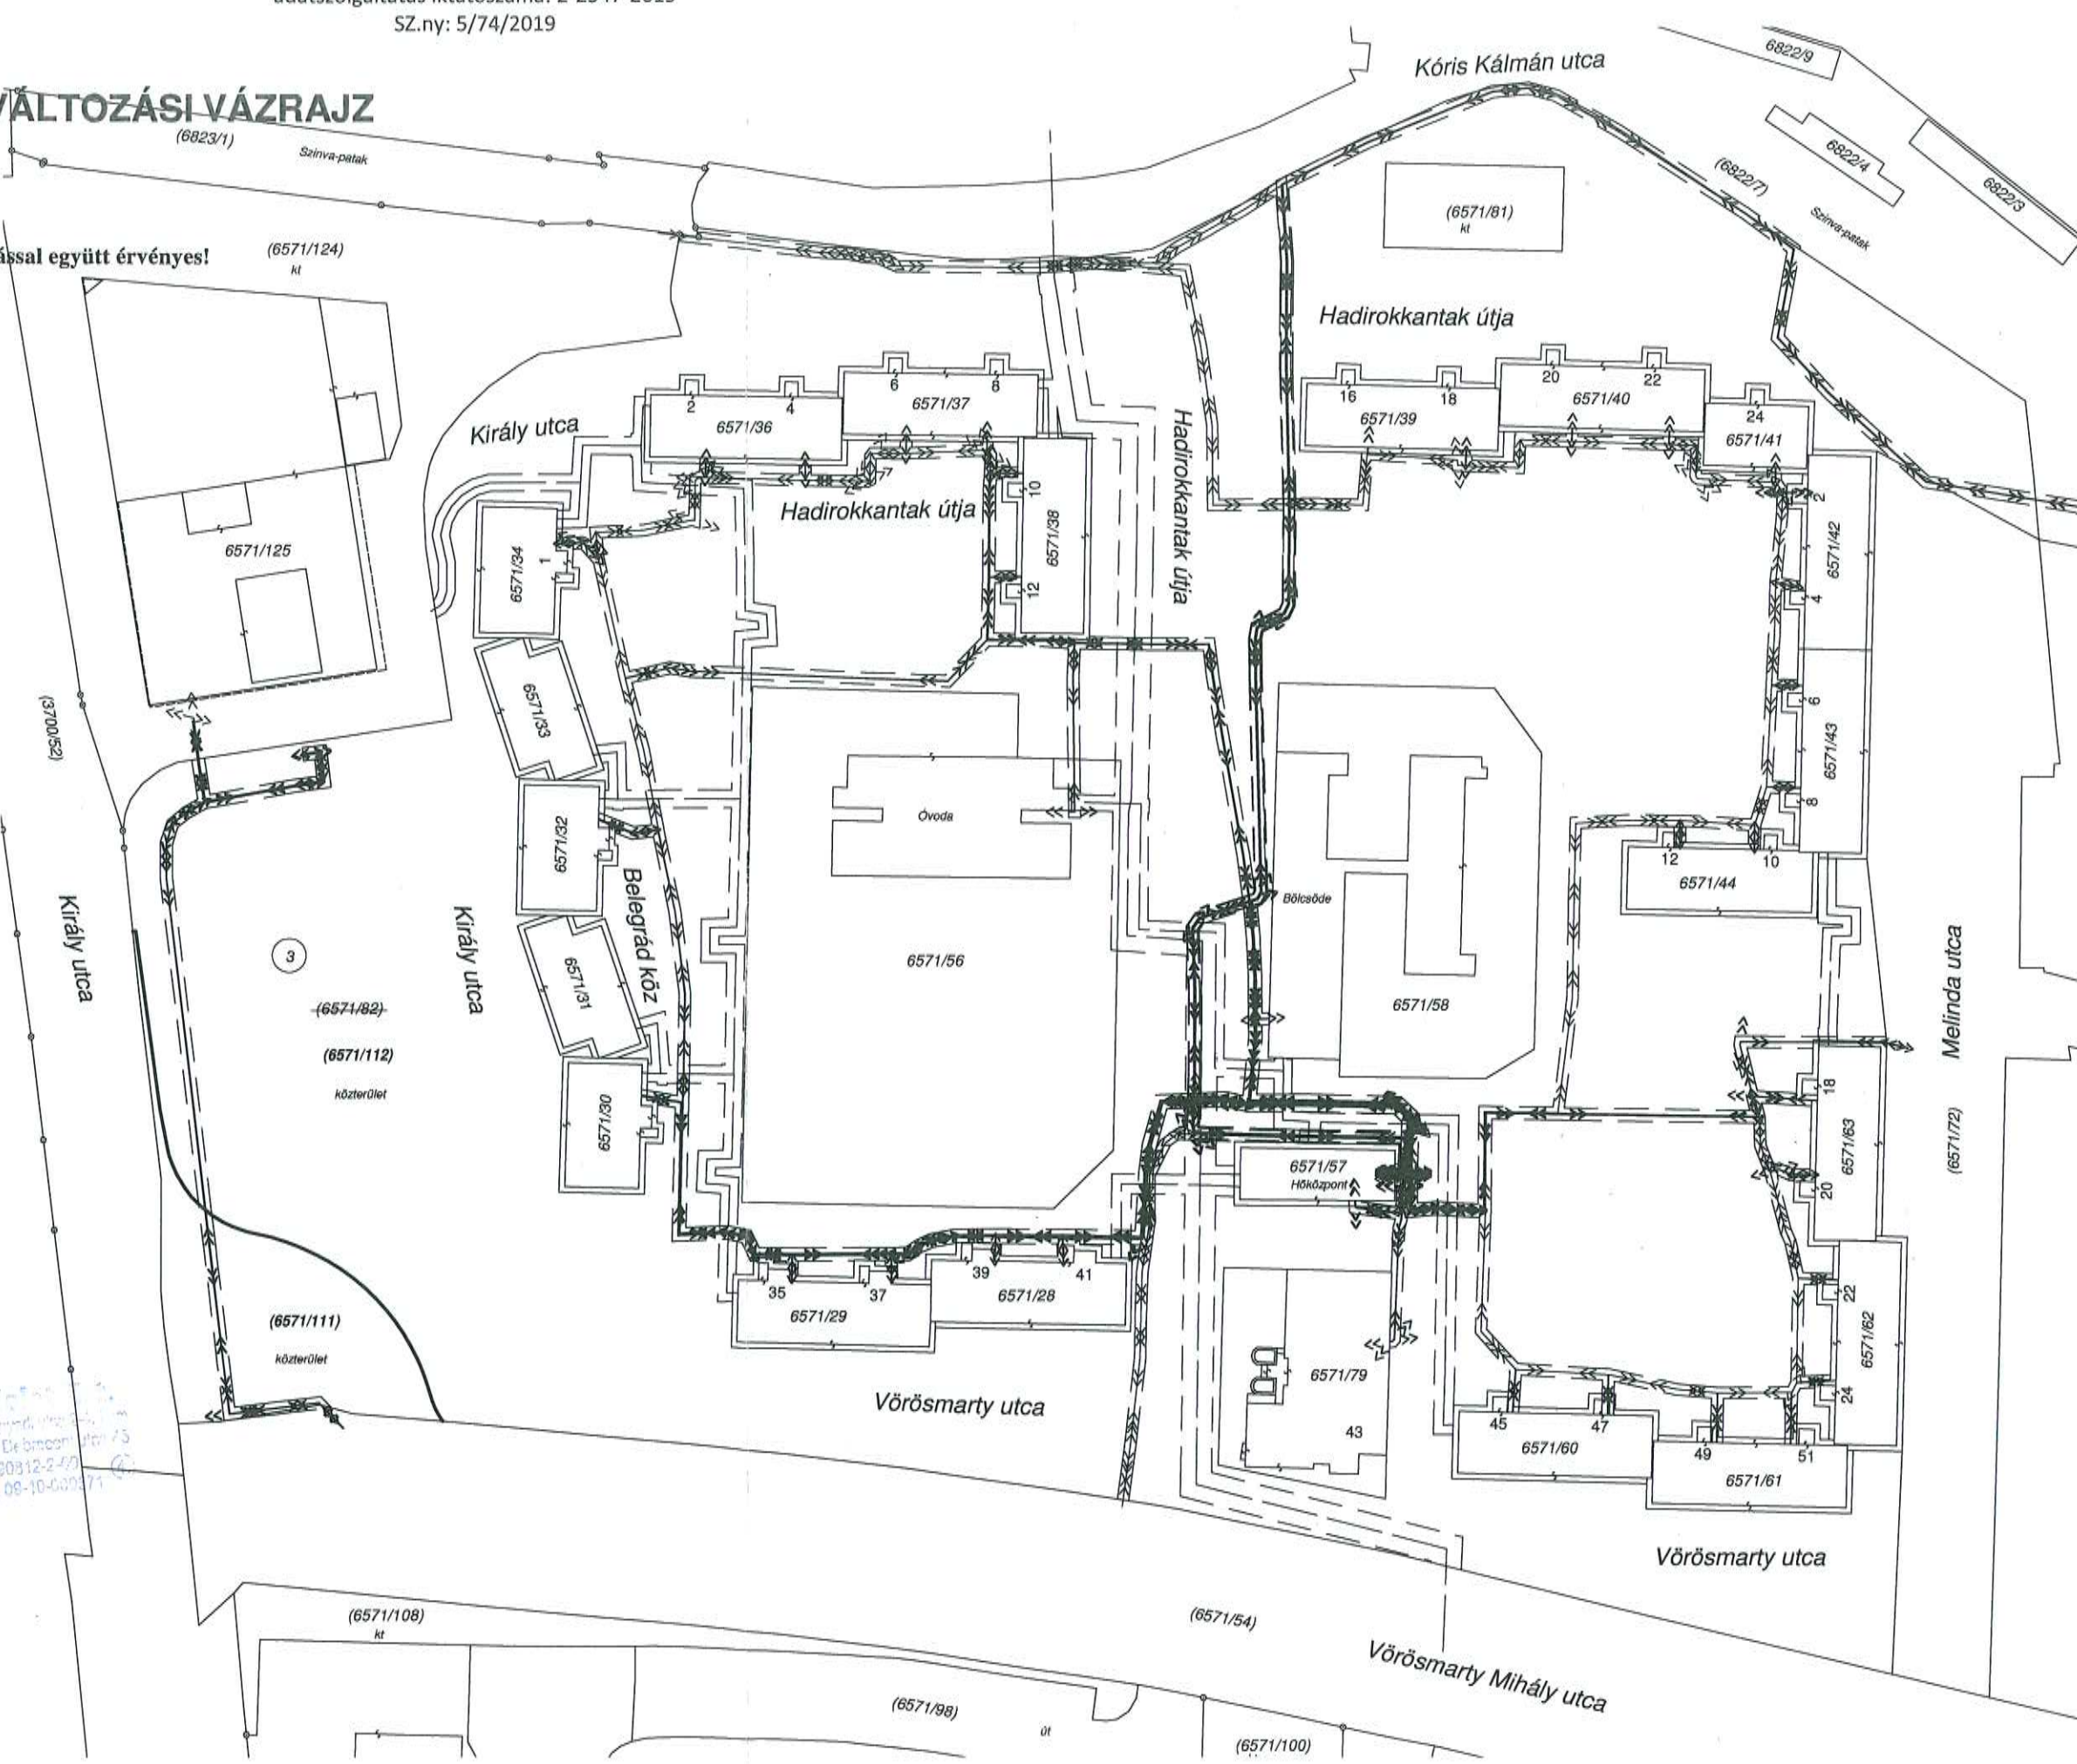 SZ.ny: 5/74/2019
VÁLTOZÁSI VÁZRAJZ
(6823/1)
Szinva-patak
együtt érvényes!
(6571/124)
kt
Kóris Kálmán utca
6822/9
6822/4
6822/3
(6822/7)
Szinva-patak
(6571/81)
kt
Hadirokkantak útja
Király utca
2
4
6571/36
6
8
6571/37
16
18
6571/39
20
22
6571/40
24
6571/41
Hadirokkantak útja
Hadirokkantak útja
10
12
6571/38
6571/125
6571/34
1
6571/33
6571/32
6571/31
6571/30
Belegrád köz
Király utca
Király utca
(3700/52)
3
(6571/82)
(6571/112)
közterület
(6571/111)
közterület
Óvoda
6571/56
Bölcsöde
6571/58
2
4
6571/42
6
8
6571/43
12
10
6571/44
Melinda utca
(6571/72)
18
20
6571/63
22
24
6571/62
6571/57
Hőközpont
35
37
6571/29
39
41
6571/28
6571/79
43
45
47
6571/60
49
51
6571/61
Vörösmarty utca
Vörösmarty utca
(6571/108)
kt
(6571/54)
Vörösmarty Mihály utca
(6571/98)
út
(6571/100)